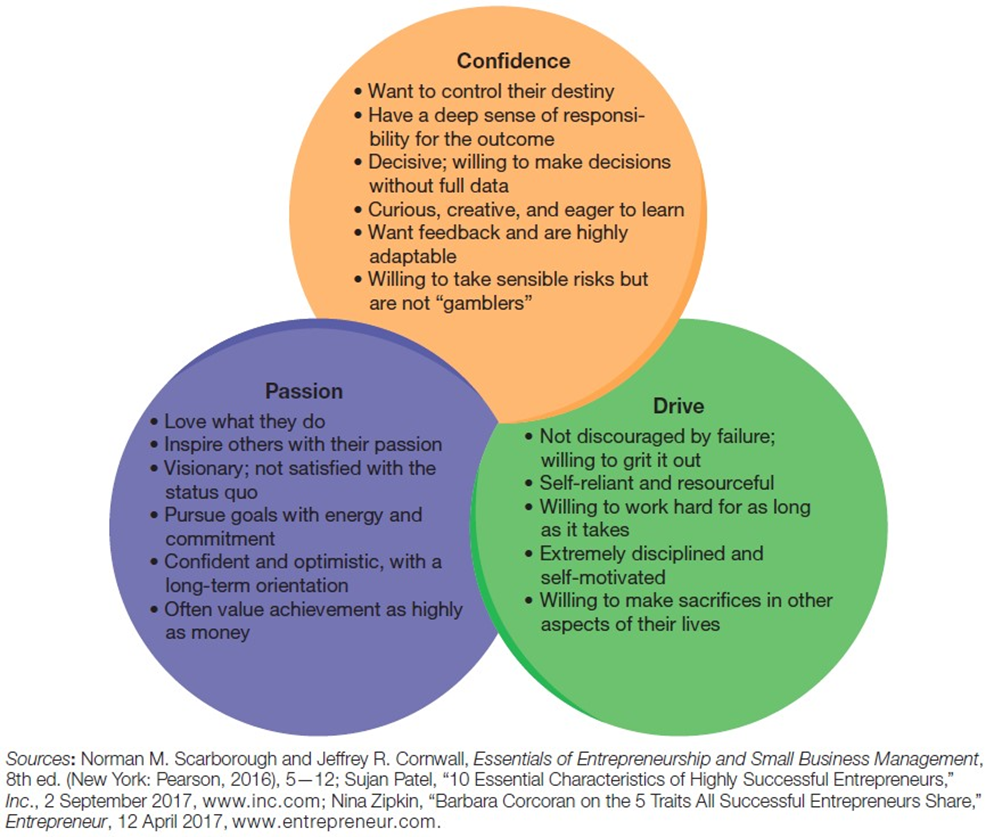 Confidence
• Want to control their destiny
• Have a deep sense of responsi-
bility for the outcome
• Decisive; willing to make decisions
without full data
• Curious, creative, and eager to learn
• Want feedback and are highly
adaptable
• Willing to take sensible risks but
are not “gamblers”
Passion
• Love what they do
• Inspire others with their passion
• Visionary; not satisfied with the
status quo
• Pursue goals with energy and
commitment
• Confident and optimistic, with a
long-term orientation
• Often value achievement as highly
as money
Drive
• Not discouraged by failure;
willing to grit it out
• Self-reliant and resourceful
• Willing to work hard for as long
as it takes
• Extremely disciplined and
self-motivated
• Willing to make sacrifices in other
aspects of their lives
Sources: Norman M. Scarborough and Jeffrey R. Cornwall, Essentials of Entrepreneurship and Small Business Management,
8th ed. (New York: Pearson, 2016), 5—12; Sujan Patel, “10 Essential Characteristics of Highly Successful Entrepreneurs,”
Inc., 2 September 2017, www.inc.com; Nina Zipkin, “Barbara Corcoran on the 5 Traits All Successful Entrepreneurs Share,”
Entrepreneur, 12 April 2017, www.entrepreneur.com.